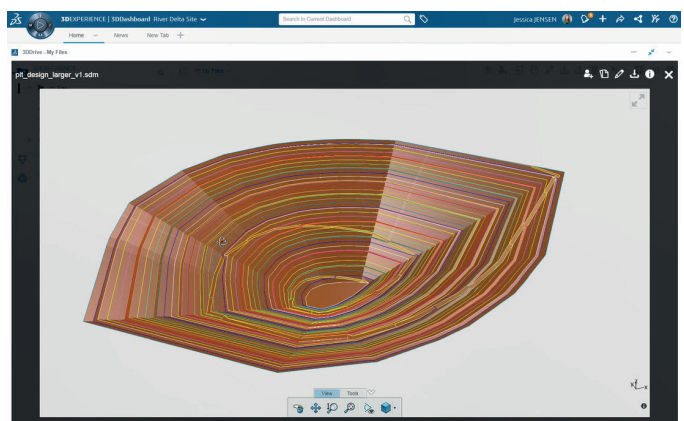 3DEXPERIENCE | 3DDashboard River Delta Site
Search In Current Dashboard
Jessica JENSEN
Home
News
New Tab
3DDrive - My Files
pit_design_larger_v1.sdm
View
Tools